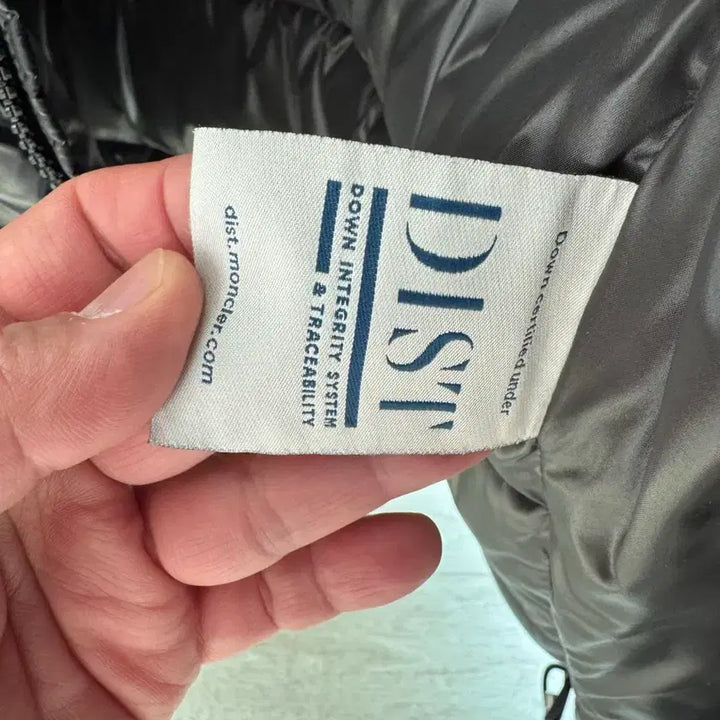 Down certified under
DIST
DOWN INTEGRITY SYSTEM
& TRACEABILITY
dist.moncler.com